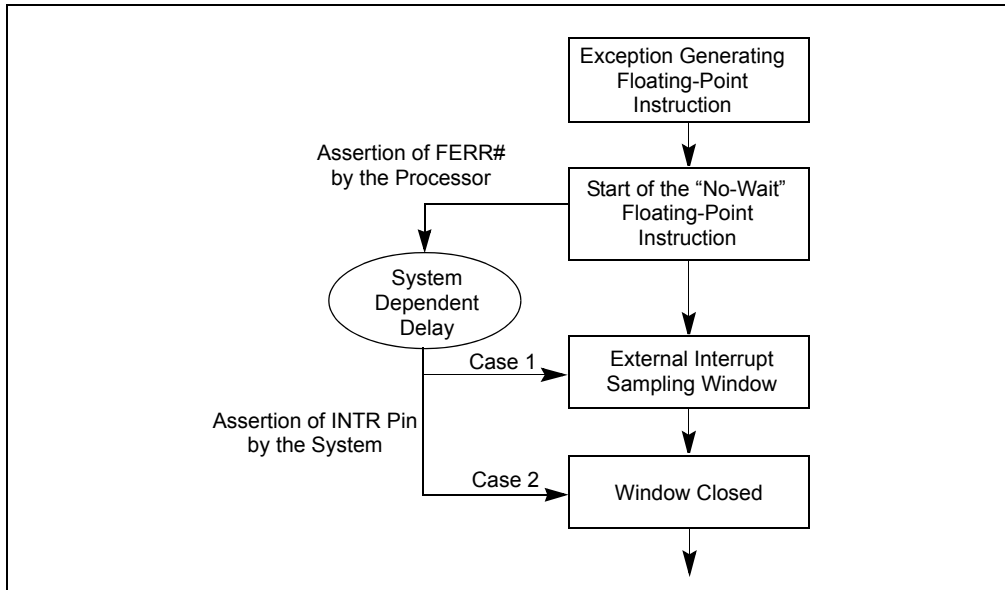 Exception Generating
Floating-Point
Instruction
Assertion of FERR#
by the Processor
Start of the “No-Wait”
Floating-Point
Instruction
System
Dependent
Delay
Case 1
External Interrupt
Sampling Window
Assertion of INTR Pin
by the System
Case 2
Window Closed